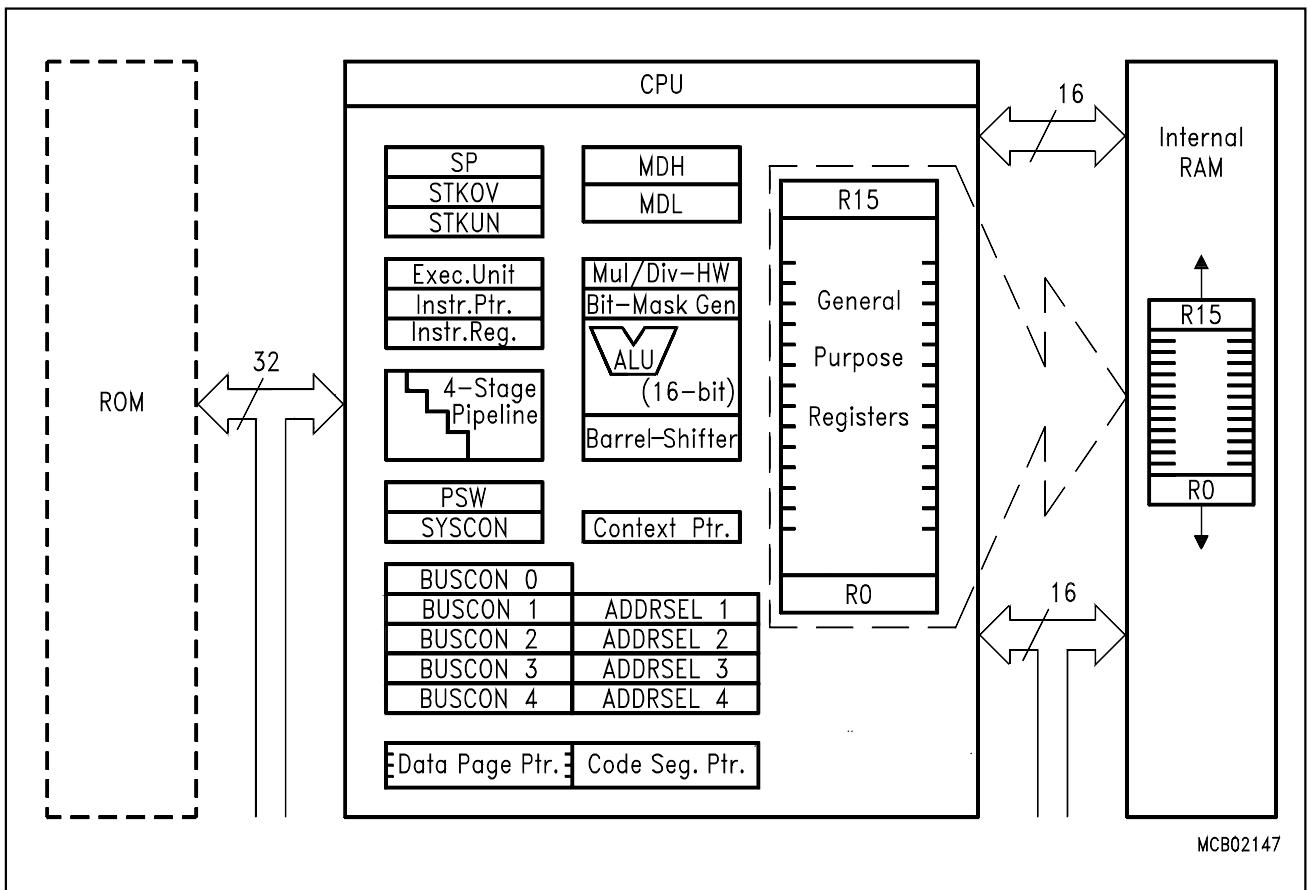 CPU
ROM
32
SP
STKOV
STKUN
Exec.Unit
Instr.Ptr.
Instr.Reg.
4-Stage
Pipeline
PSW
SYSCON
MDH
MDL
Mul/Div-HW
Bit-Mask Gen
ALU
(16-bit)
Barrel-Shifter
Context Ptr.
BUSCON 0
BUSCON 1 ADDRSEL 1
BUSCON 2 ADDRSEL 2
BUSCON 3 ADDRSEL 3
BUSCON 4 ADDRSEL 4
Data Page Ptr. Code Seg. Ptr.
R15
General
Purpose
Registers
R0
16
16
Internal
RAM
R15
R0
MCB02147